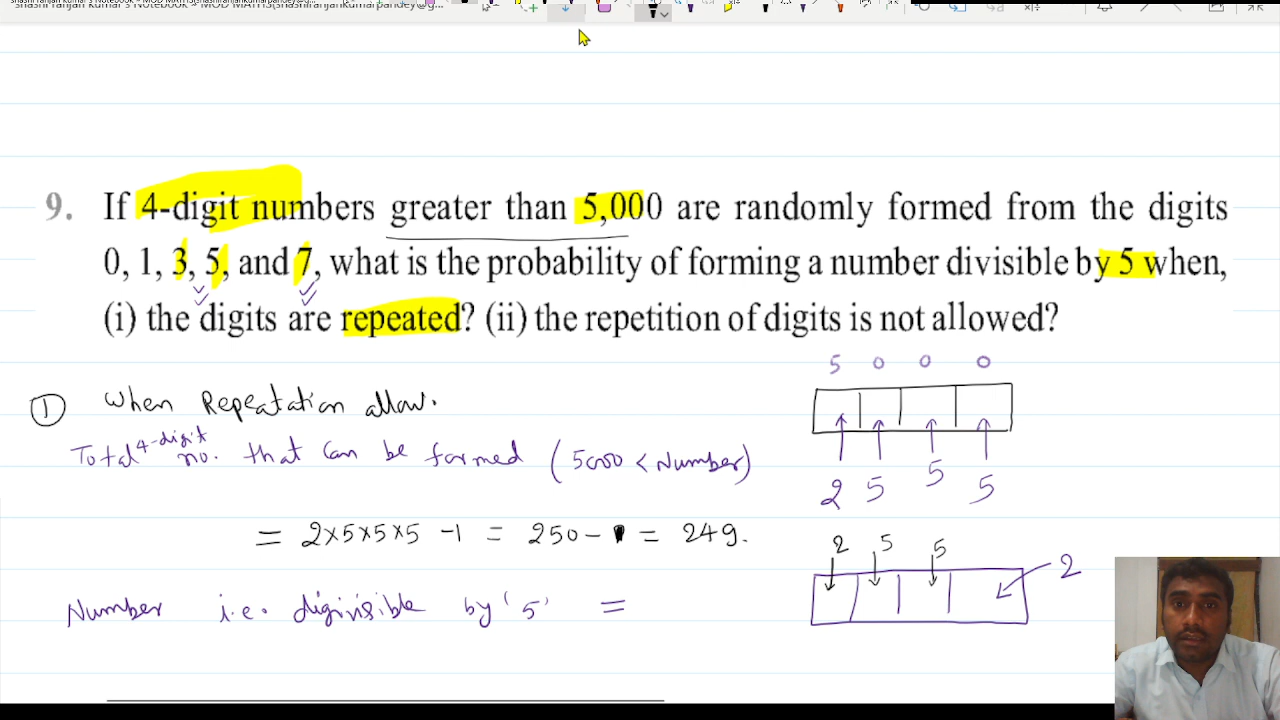 9. If 4-digit numbers greater than 5,000 are randomly formed from the digits
0, 1, 3, 5, and 7, what is the probability of forming a number divisible by 5 when,
(i) the digits are repeated? (ii) the repetition of digits is not allowed?
5 0 0 0
① When Repeatation allow.
Total 4-digit no. that can be formed (5000 < Number)
2 5 5 5
= 2×5×5×5 -1 = 250 - 1 = 249.
2 5 5
2
Number i.e. digivisible by '5' =